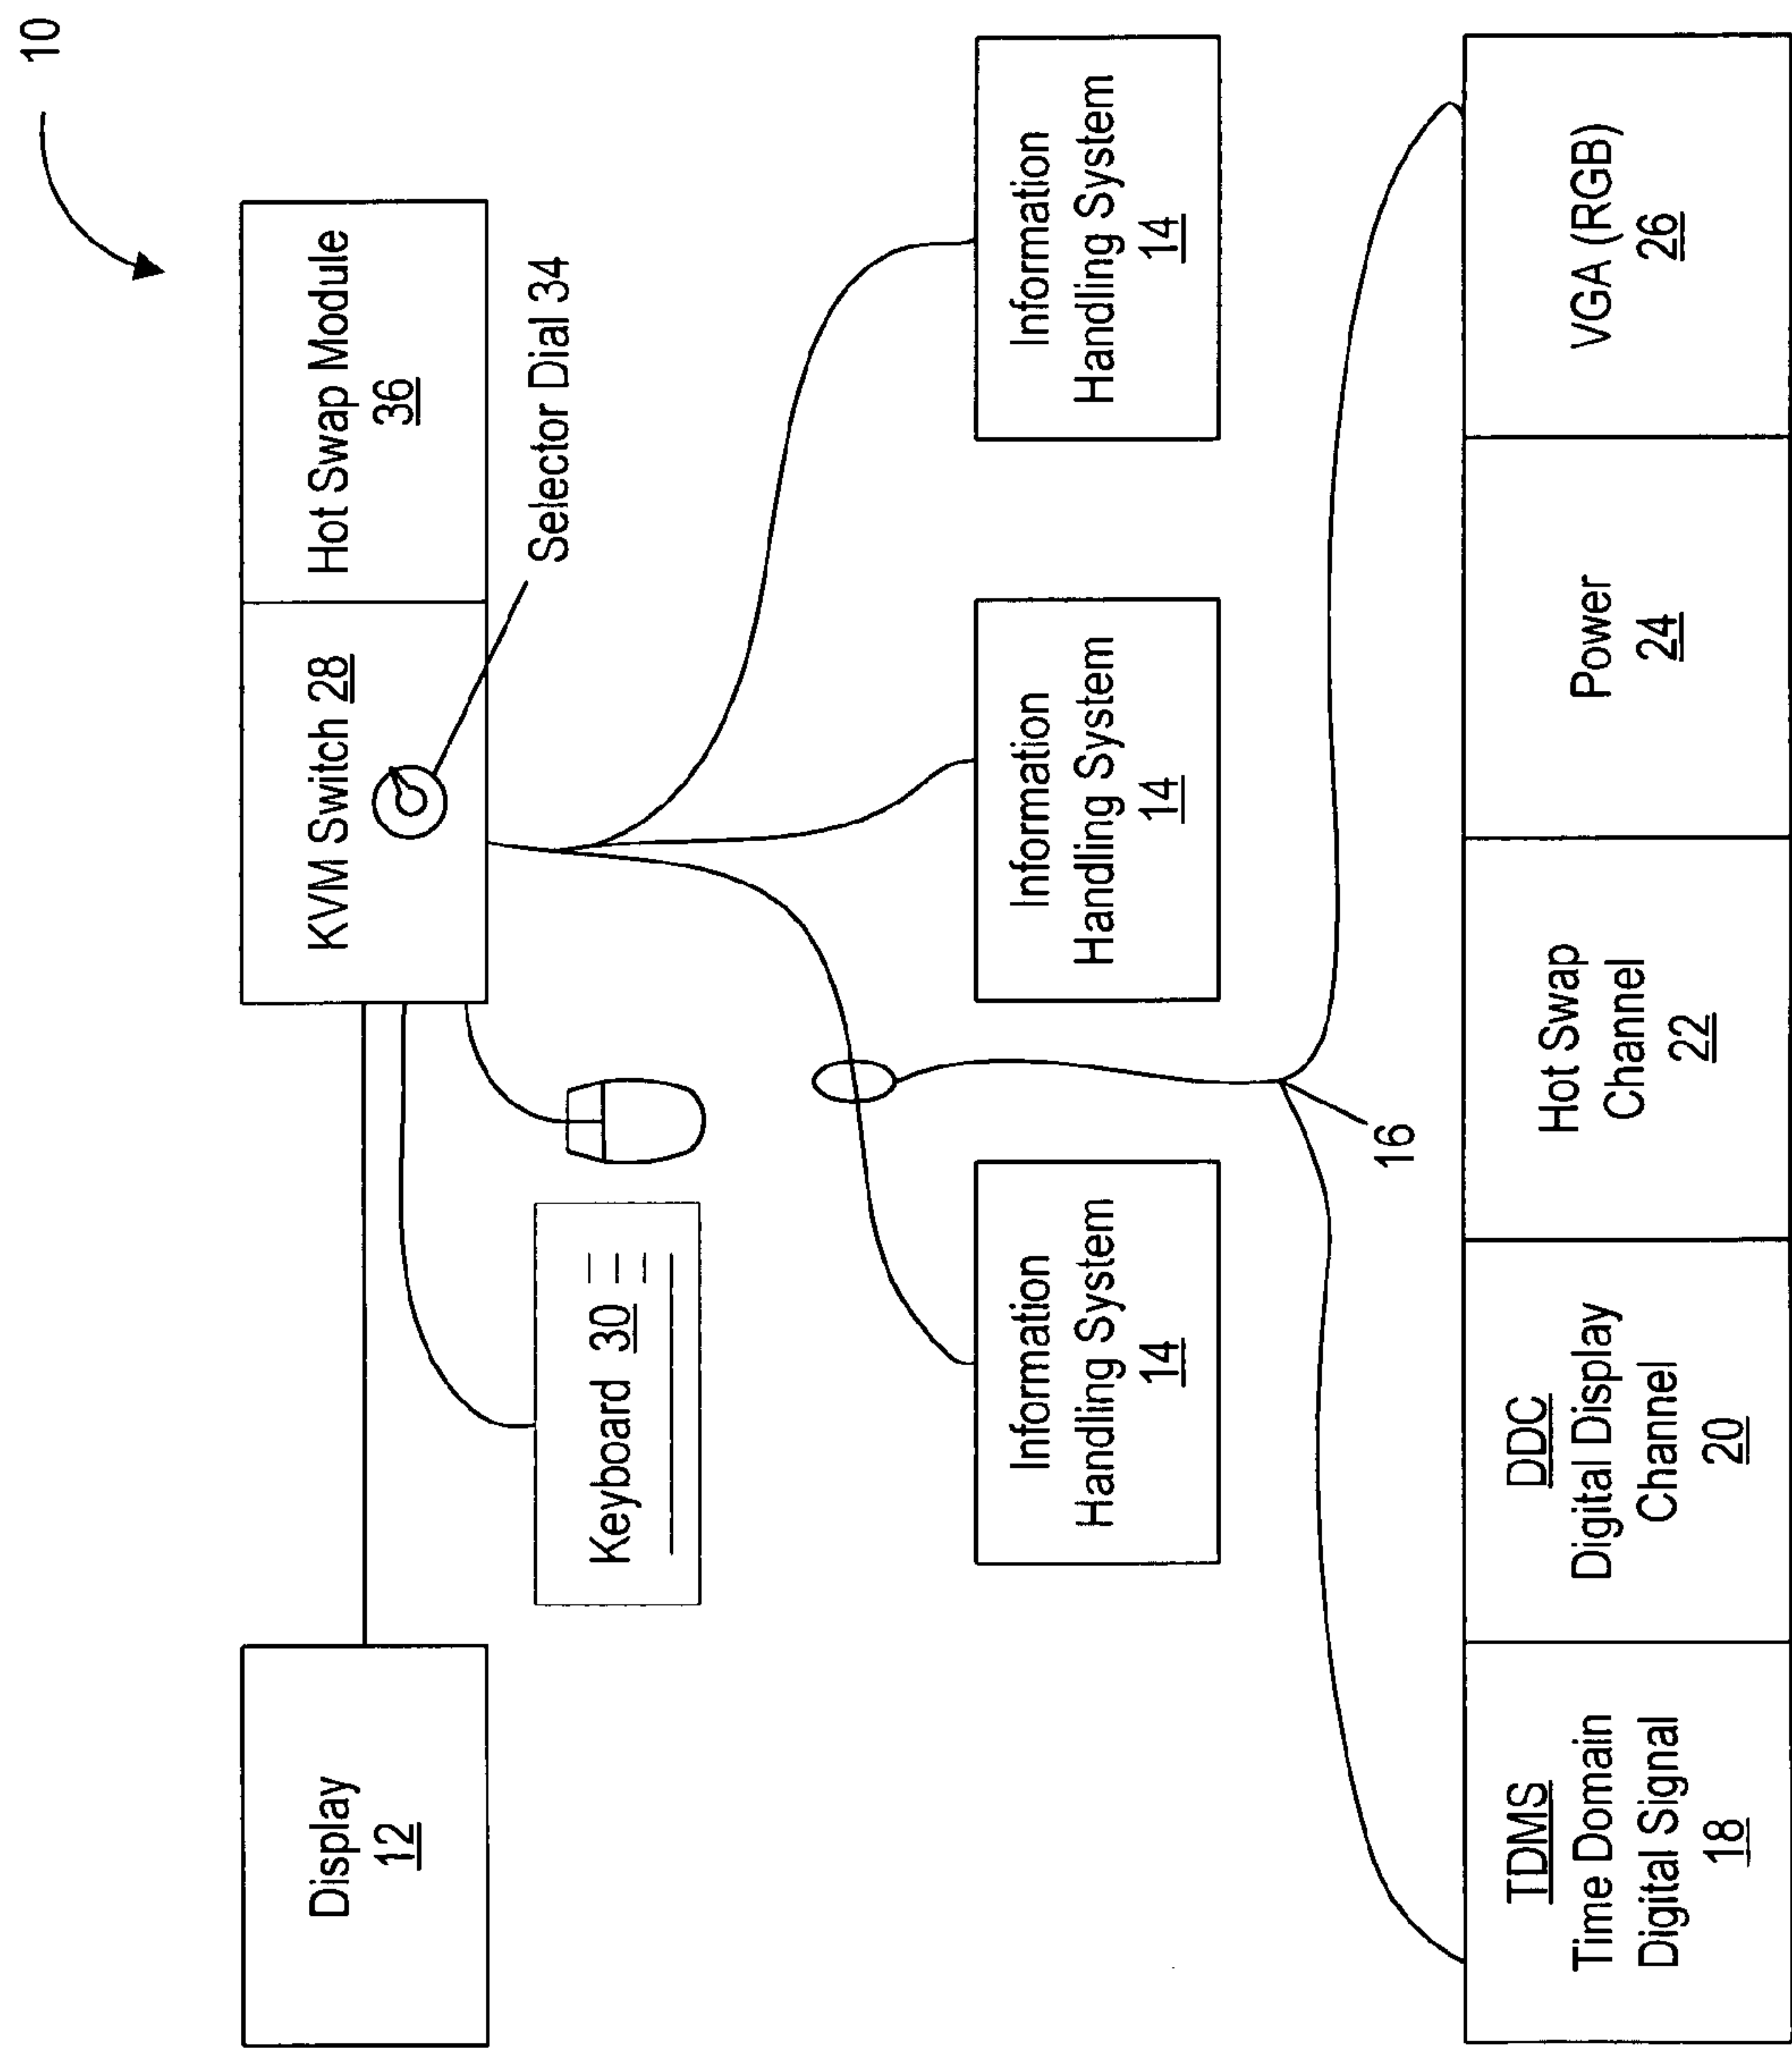 10
Display
12
KVM Switch 28
Hot Swap Module
36
Selector Dial 34
Keyboard 30
Information
Handling System
14
Information
Handling System
14
Information
Handling System
14
16
TDMS
Time Domain
Digital Signal
18
DDC
Digital Display
Channel
20
Hot Swap
Channel
22
Power
24
VGA (RGB)
26